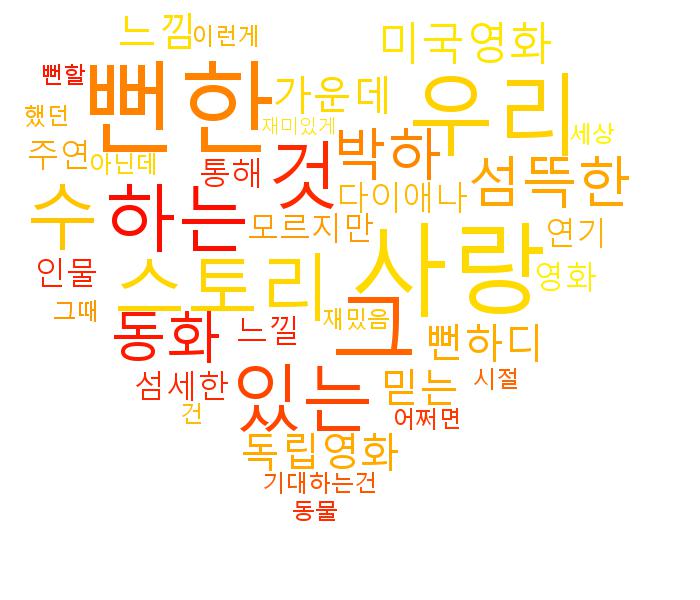 느낌
이런게
미국영화
뻔할
뻔한
가운데
우리
했던
재미있게
세상
주연
아닌데
통해
것
박하
섬뜩한
수
하는
다이애나
모르지만
연기
인물
스토리
사랑
영화
그때
동화
느낄
재밌음
그
뻔하디
섬세한
있는
믿는
시절
건
어쩌면
독립영화
기대하는건
동물